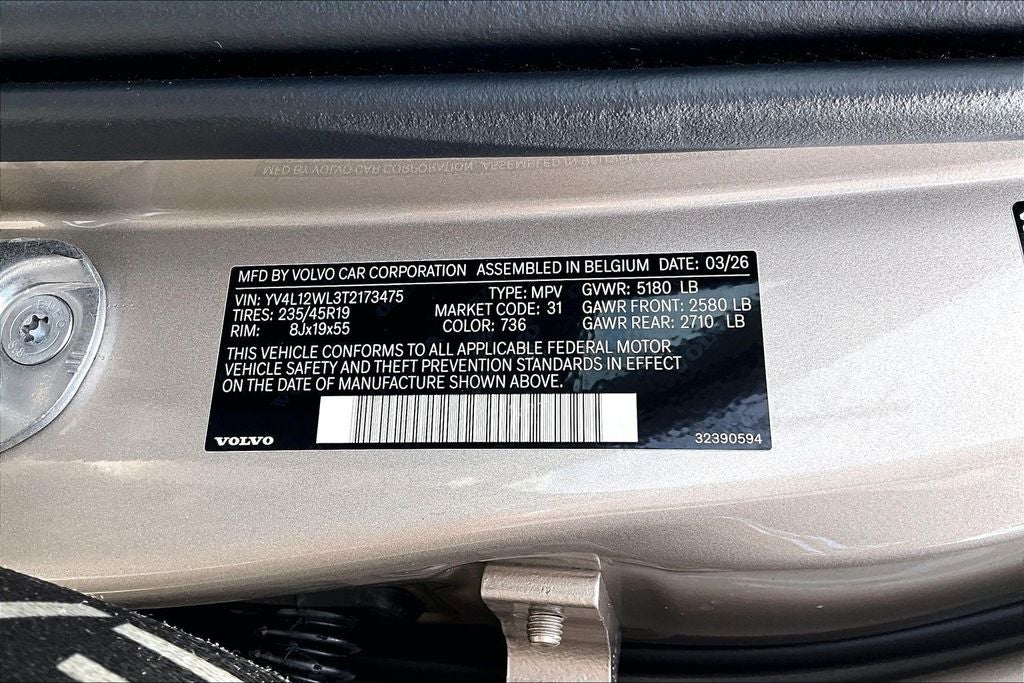 MFD BY VOLVO CAR CORPORATION ASSEMBLED IN BELGIUM DATE: 03/26
VIN: YV4L12WL3T2173475 TYPE: MPV GVWR: 5180 LB
TIRES: 235/45R19 MARKET CODE: 31 GAWR FRONT: 2580 LB
RIM: 8Jx19x55 COLOR: 736 GAWR REAR: 2710 LB
THIS VEHICLE CONFORMS TO ALL APPLICABLE FEDERAL MOTOR
VEHICLE SAFETY AND THEFT PREVENTION STANDARDS IN EFFECT
ON THE DATE OF MANUFACTURE SHOWN ABOVE.
VOLVO 32390594